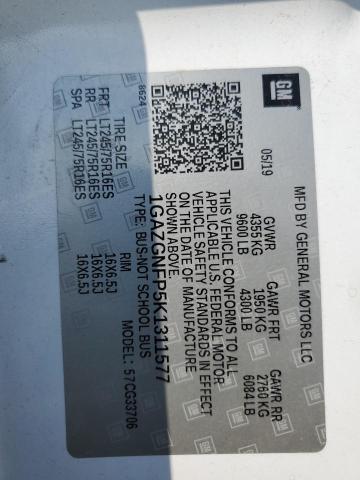 GM
MFD BY GENERAL MOTORS LLC
05/19
GVWR GAWR FRT GAWR RR
4355 KG 1950 KG 2760 KG
9600 LB 4300 LB 6084 LB
THIS VEHICLE CONFORMS TO ALL
APPLICABLE U.S. FEDERAL MOTOR
VEHICLE SAFETY STANDARDS IN EFFECT
ON THE DATE OF MANUFACTURE
SHOWN ABOVE.
1GAZGNFP5K1311577
TYPE: BUS-NOT SCHOOL BUS
8624 MODEL: 57CG33706
TIRE SIZE RIM
FRT LT245/75R16ES 16X6.5J
RR LT245/75R16ES 16X6.5J
SPA LT245/75R16ES 16X6.5J